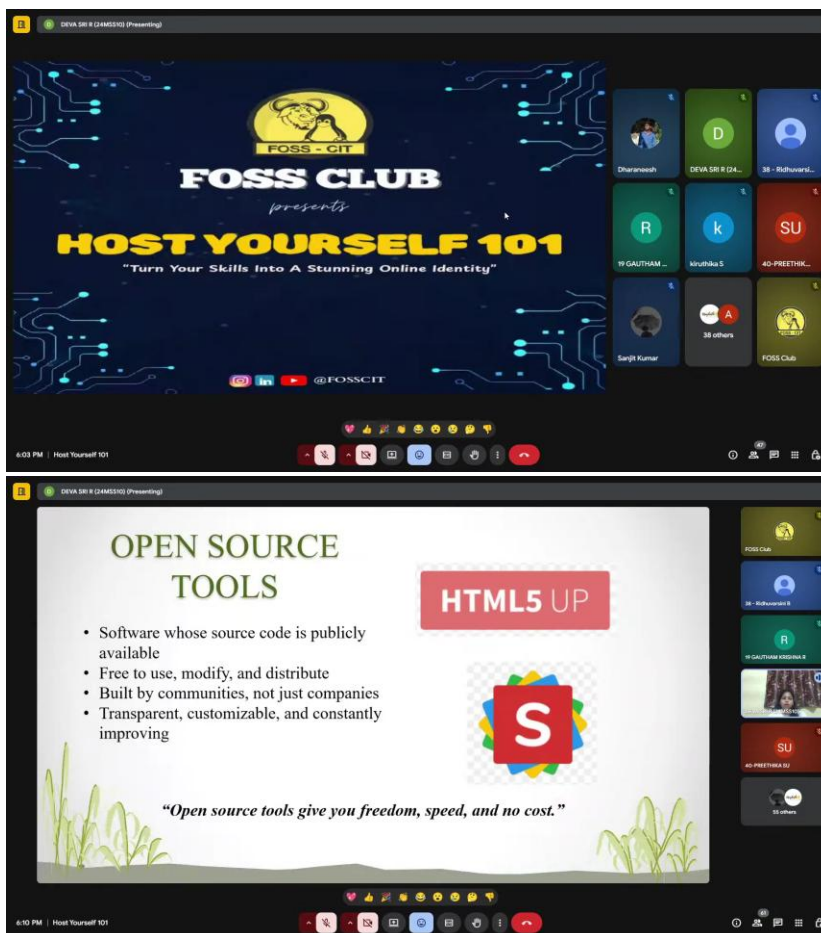 DEVA SRI R (24MSS10) (Presenting)
FOSS - CIT
FOSS CLUB
presents
HOST YOURSELF 101
"Turn Your Skills Into A Stunning Online Identity"
@FOSSCIT
Dharaneesh
D
DEVA SRI R (24...
38 - Ridhuvarsi...
R
19 GAUTHAM ...
k
kiruthika S
SU
40-PREETHIK...
Sanjit Kumar
A
38 others
FOSS Club
6:03 PM | Host Yourself 101
47
DEVA SRI R (24MSS10) (Presenting)
OPEN SOURCE
TOOLS
• Software whose source code is publicly
available
• Free to use, modify, and distribute
• Built by communities, not just companies
• Transparent, customizable, and constantly
improving
HTML5 UP
S
“Open source tools give you freedom, speed, and no cost.”
FOSS Club
38 - Ridhuvarsini R
R
19 GAUTHAM KRISHNA R
SU
40-PREETHIKA SU
55 others
6:10 PM | Host Yourself 101